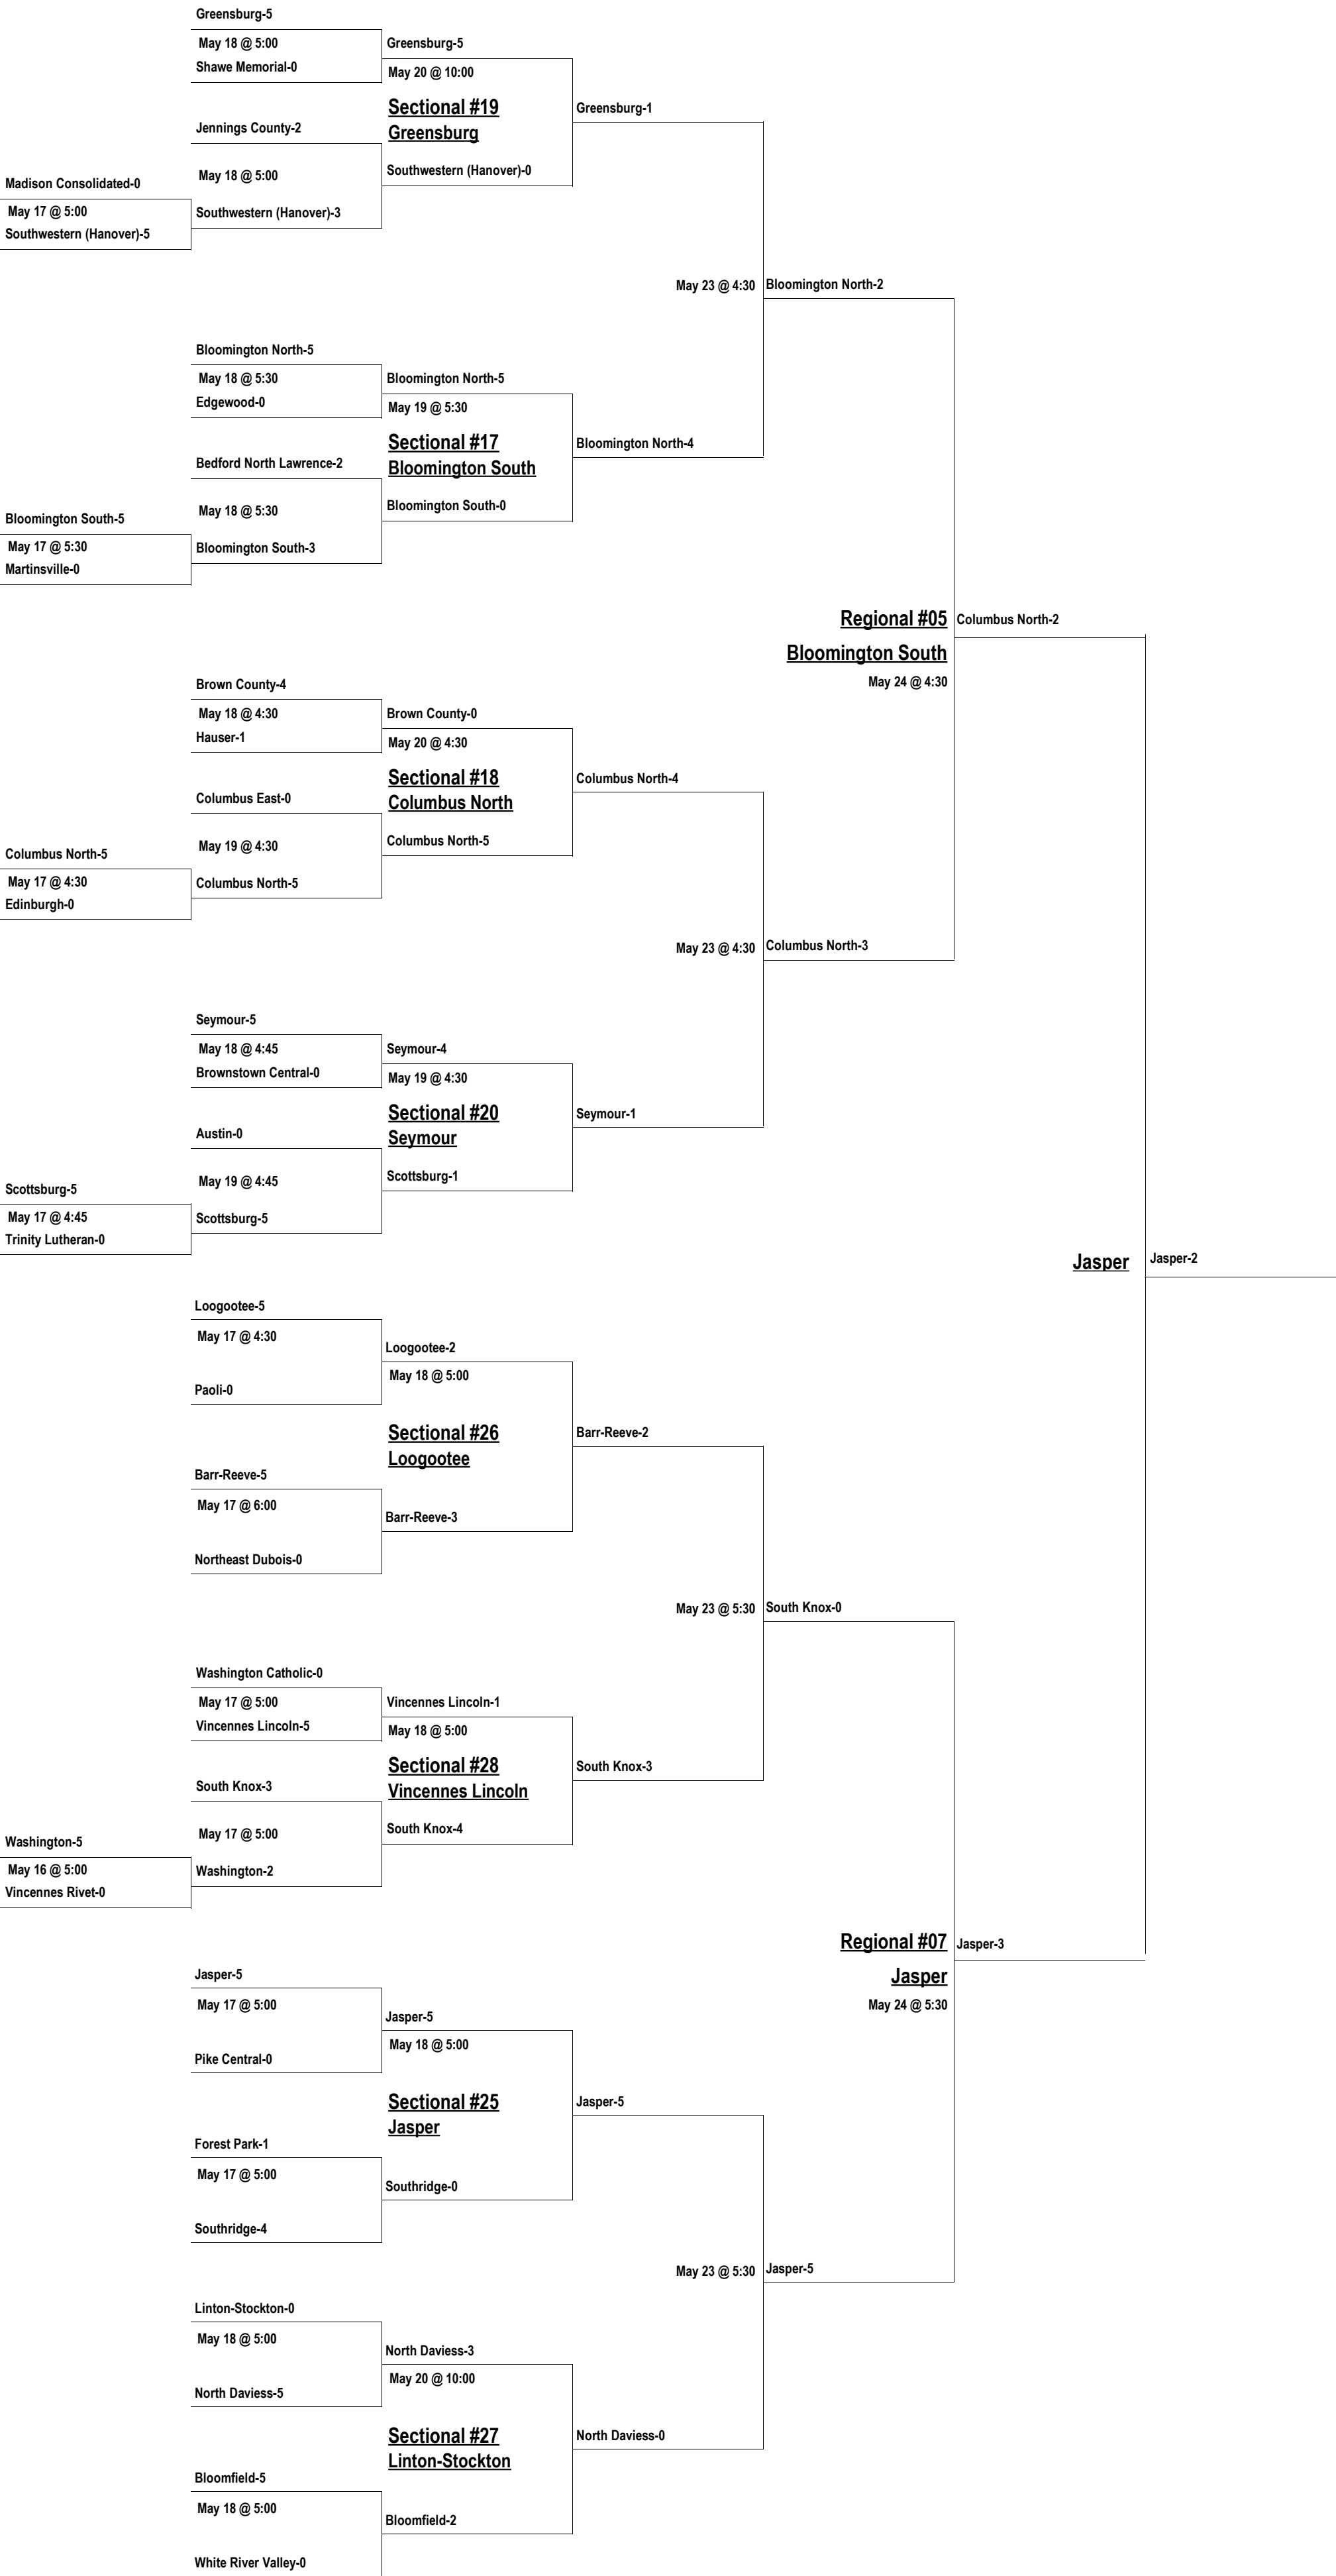 Greensburg-5
May 18 @ 5:00
Greensburg-5
Shawe Memorial-0
May 20 @ 10:00
Sectional #19
Greensburg-1
Jennings County-2
Greensburg
May 18 @ 5:00
Southwestern (Hanover)-0
Madison Consolidated-0
May 17 @ 5:00
Southwestern (Hanover)-3
Southwestern (Hanover)-5
May 23 @ 4:30
Bloomington North-2
Bloomington North-5
May 18 @ 5:30
Bloomington North-5
Edgewood-0
May 19 @ 5:30
Sectional #17
Bloomington North-4
Bedford North Lawrence-2
Bloomington South
May 18 @ 5:30
Bloomington South-0
Bloomington South-5
May 17 @ 5:30
Bloomington South-3
Martinsville-0
Regional #05
Columbus North-2
Bloomington South
May 24 @ 4:30
Brown County-4
May 18 @ 4:30
Brown County-0
Hauser-1
May 20 @ 4:30
Sectional #18
Columbus North-4
Columbus East-0
Columbus North
May 19 @ 4:30
Columbus North-5
Columbus North-5
May 17 @ 4:30
Columbus North-5
Edinburgh-0
May 23 @ 4:30
Columbus North-3
Seymour-5
May 18 @ 4:45
Seymour-4
Brownstown Central-0
May 19 @ 4:30
Sectional #20
Seymour-1
Austin-0
Seymour
May 19 @ 4:45
Scottsburg-1
Scottsburg-5
May 17 @ 4:45
Scottsburg-5
Trinity Lutheran-0
Jasper
Jasper-2
Loogootee-5
May 17 @ 4:30
Loogootee-2
May 18 @ 5:00
Paoli-0
Sectional #26
Barr-Reeve-2
Loogootee
Barr-Reeve-5
May 17 @ 6:00
Barr-Reeve-3
Northeast Dubois-0
May 23 @ 5:30
South Knox-0
Washington Catholic-0
May 17 @ 5:00
Vincennes Lincoln-1
Vincennes Lincoln-5
May 18 @ 5:00
Sectional #28
South Knox-3
South Knox-3
Vincennes Lincoln
May 17 @ 5:00
South Knox-4
Washington-5
May 16 @ 5:00
Washington-2
Vincennes Rivet-0
Regional #07
Jasper-3
Jasper
May 24 @ 5:30
Jasper-5
May 17 @ 5:00
Jasper-5
May 18 @ 5:00
Pike Central-0
Sectional #25
Jasper-5
Jasper
Forest Park-1
May 17 @ 5:00
Southridge-0
Southridge-4
May 23 @ 5:30
Jasper-5
Linton-Stockton-0
May 18 @ 5:00
North Daviess-3
May 20 @ 10:00
North Daviess-5
Sectional #27
North Daviess-0
Linton-Stockton
Bloomfield-5
May 18 @ 5:00
Bloomfield-2
White River Valley-0